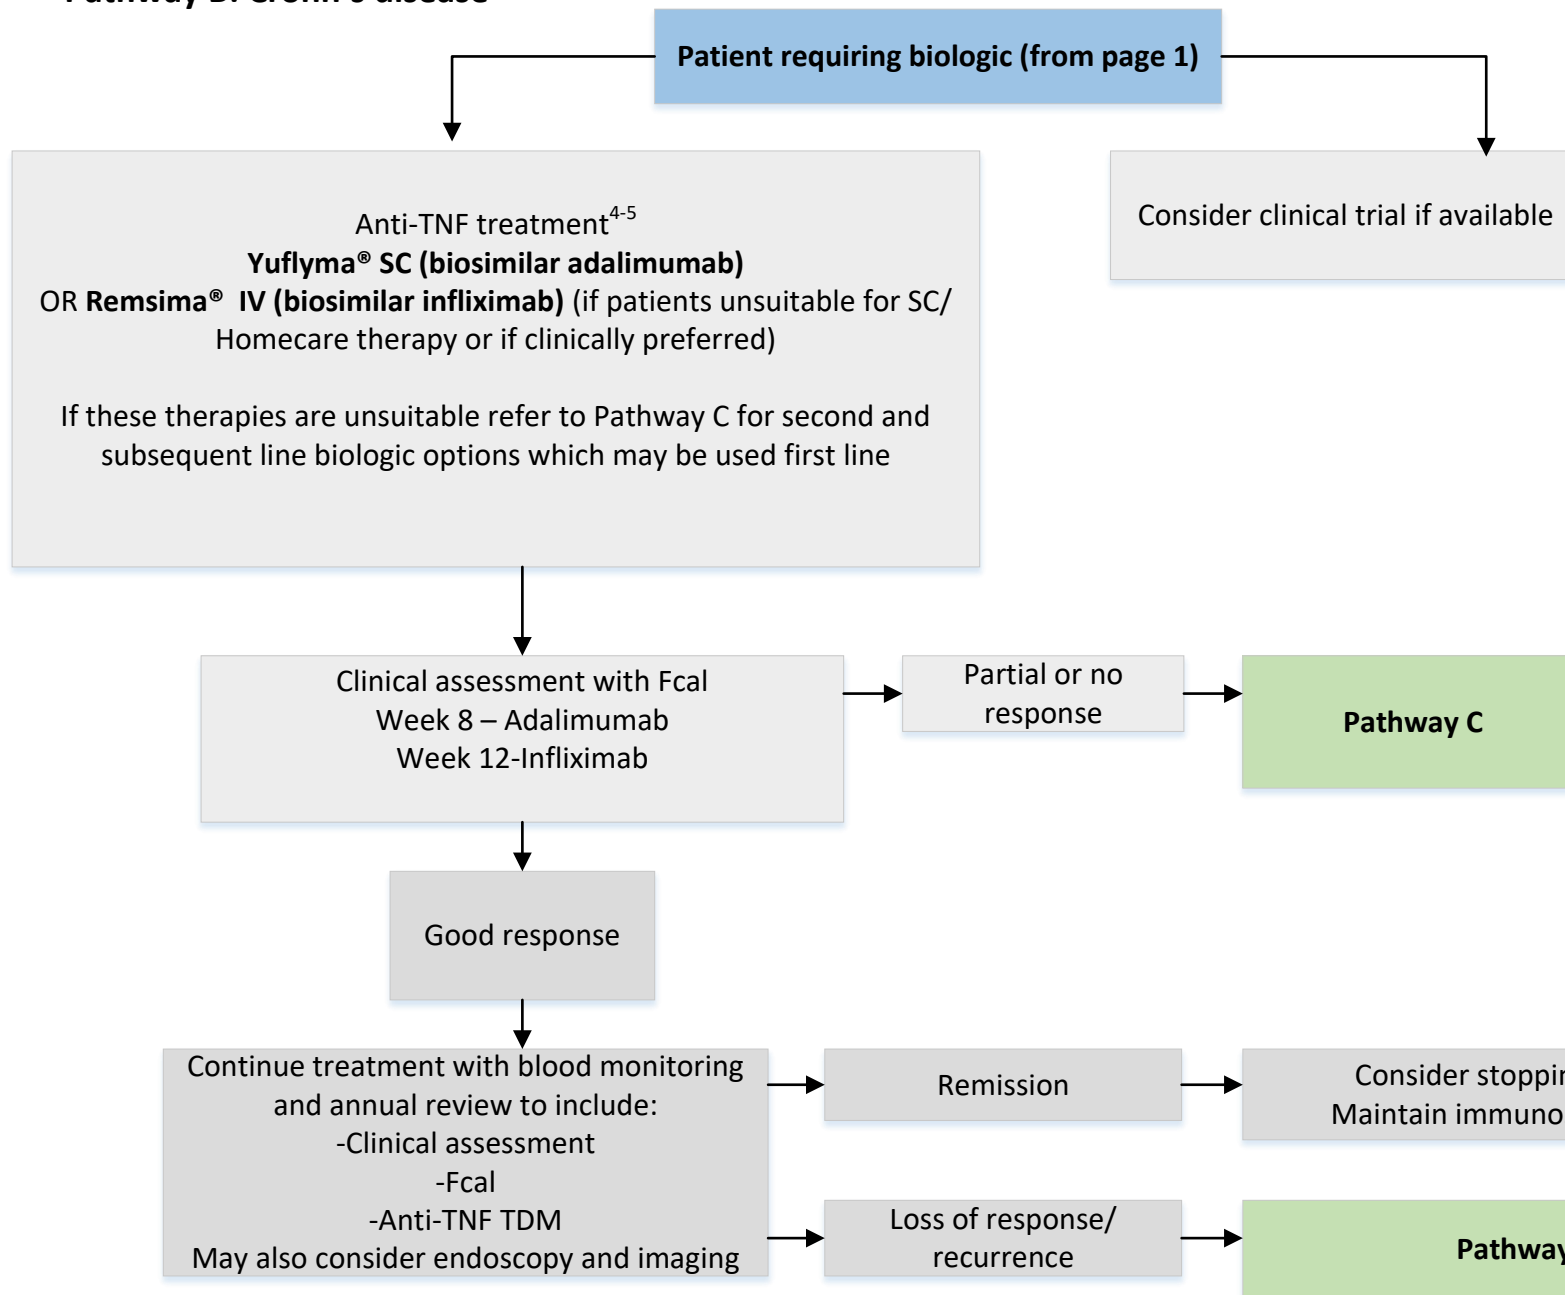 Patient requiring biologic (from page 1)
Anti-TNF treatment4-5
Yuflyma® SC (biosimilar adalimumab)
OR Remsima® IV (biosimilar infliximab) (if patients unsuitable for SC/
Homecare therapy or if clinically preferred)
If these therapies are unsuitable refer to Pathway C for second and
subsequent line biologic options which may be used first line
Consider clinical trial if available
Clinical assessment with Fcal
Week 8 – Adalimumab
Week 12-Infliximab
Partial or no
response
Pathway C
Good response
Continue treatment with blood monitoring
and annual review to include:
-Clinical assessment
-Fcal
-Anti-TNF TDM
May also consider endoscopy and imaging
Remission
Consider
Maintain
Loss of response/
recurrence
Pathway